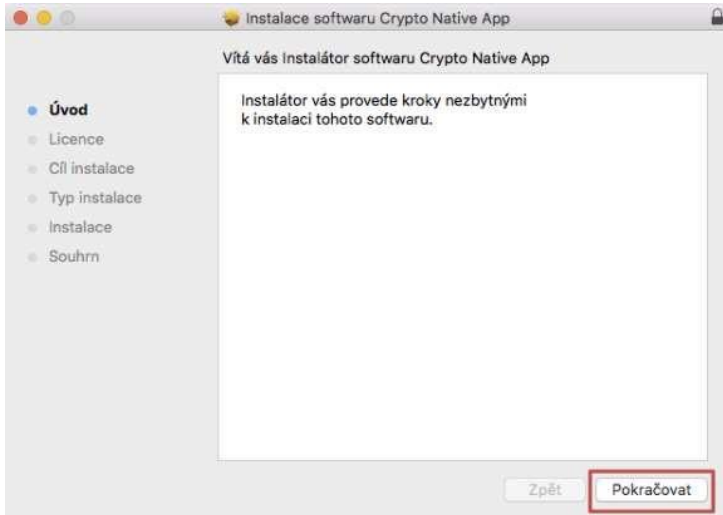 Instalace softwaru Crypto Native App
Vítá vás Instalátor softwaru Crypto Native App
Úvod
Licence
Cíl instalace
Typ instalace
Instalace
Souhrn
Instalátor vás provede kroky nezbytnými
k instalaci tohoto softwaru.
Zpět
Pokračovat